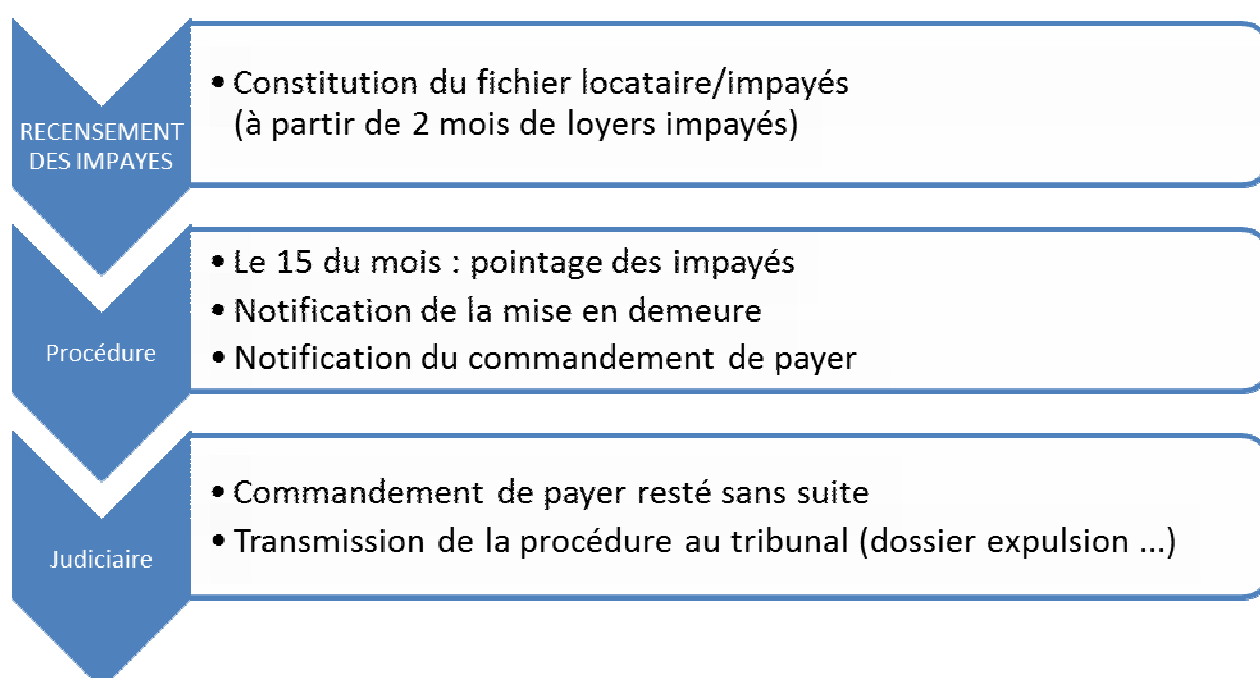 RECENSEMENT
DES IMPAYES
• Constitution du fichier locataire/impayés
(à partir de 2 mois de loyers impayés)
Procédure
• Le 15 du mois : pointage des impayés
• Notification de la mise en demeure
• Notification du commandement de payer
Judiciaire
• Commandement de payer resté sans suite
• Transmission de la procédure au tribunal (dossier expulsion ...)